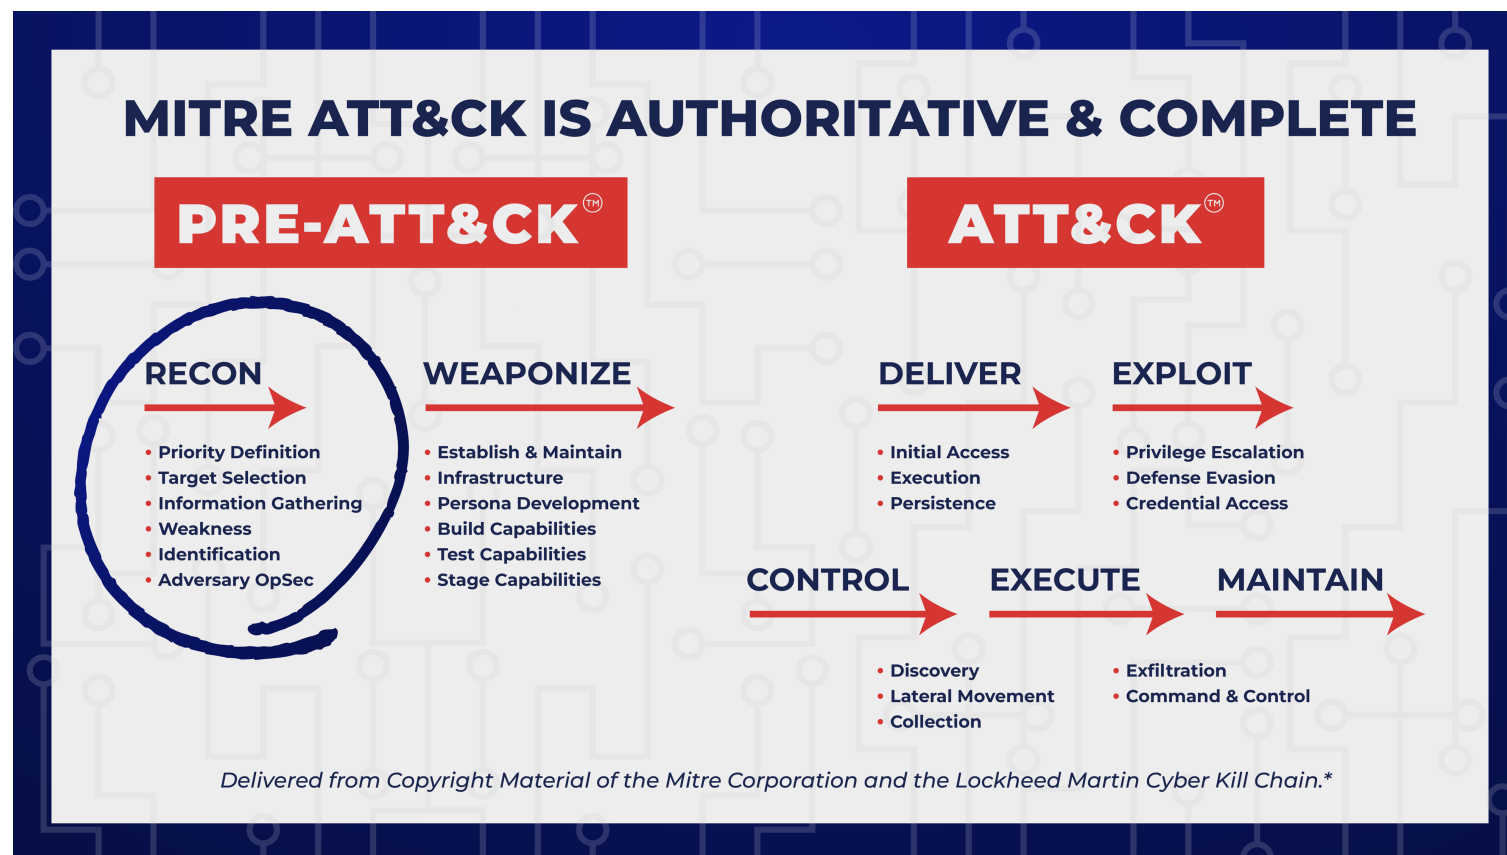 MITRE ATT&CK IS AUTHORITATIVE & COMPLETE
PRE-ATT&CK™
ATT&CK™
RECON
• Priority Definition
• Target Selection
• Information Gathering
• Weakness
• Identification
• Adversary OpSec
WEAPONIZE
• Establish & Maintain
• Infrastructure
• Persona Development
• Build Capabilities
• Test Capabilities
• Stage Capabilities
DELIVER
• Initial Access
• Execution
• Persistence
EXPLOIT
• Privilege Escalation
• Defense Evasion
• Credential Access
CONTROL
EXECUTE
MAINTAIN
• Discovery
• Lateral Movement
• Collection
• Exfiltration
• Command & Control
Delivered from Copyright Material of the Mitre Corporation and the Lockheed Martin Cyber Kill Chain.*